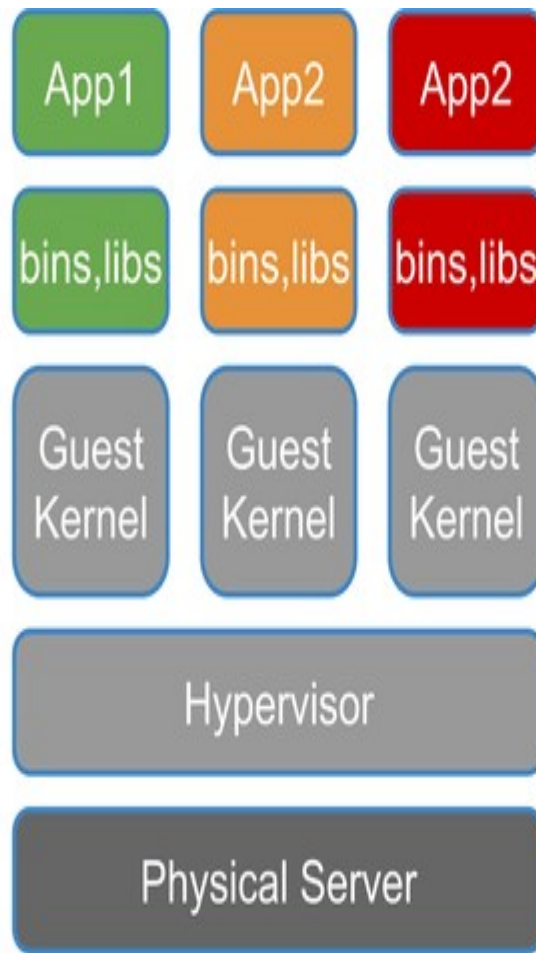 App1
App2
App2
bins,libs
bins,libs
bins,libs
Guest
Kernel
Guest
Kernel
Guest
Kernel
Hypervisor
Physical Server